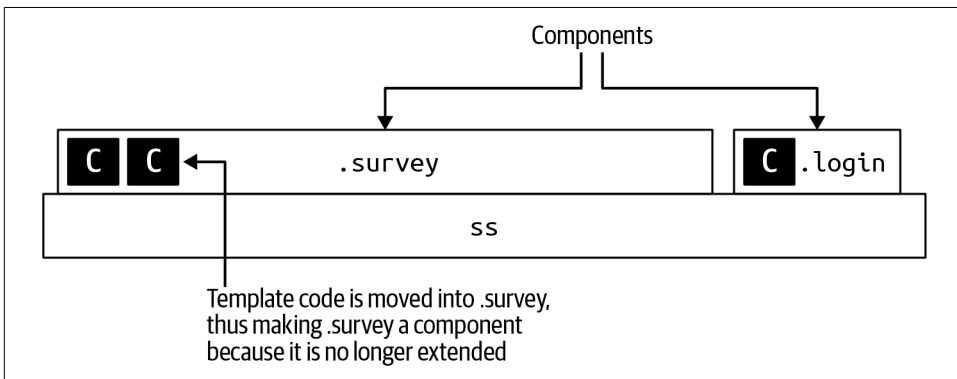 Components
C C .survey
C .login
ss
Template code is moved into .survey,
thus making .survey a component
because it is no longer extended